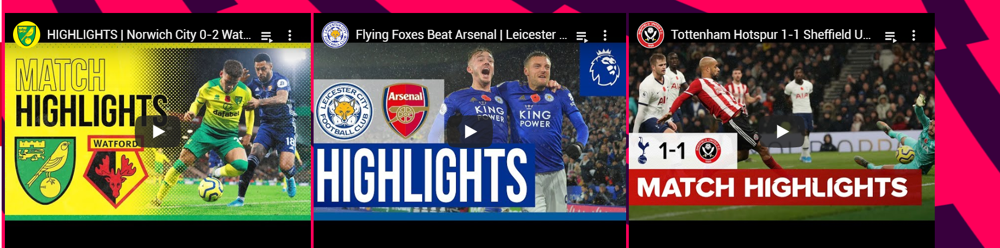 HIGHLIGHTS | Norwich City 0-2 Wat...
MATCH
HIGHLIGHTS
WATFORD
dafabet
18
Flying Foxes Beat Arsenal | Leicester ...
LEICESTER CITY
FOOTBALL CLUB
Arsenal
KING
POWER
KING
POWER
HIGHLIGHTS
Tottenham Hotspur 1-1 Sheffield U...
AIA
AIA
1-1
MATCH HIGHLIGHTS